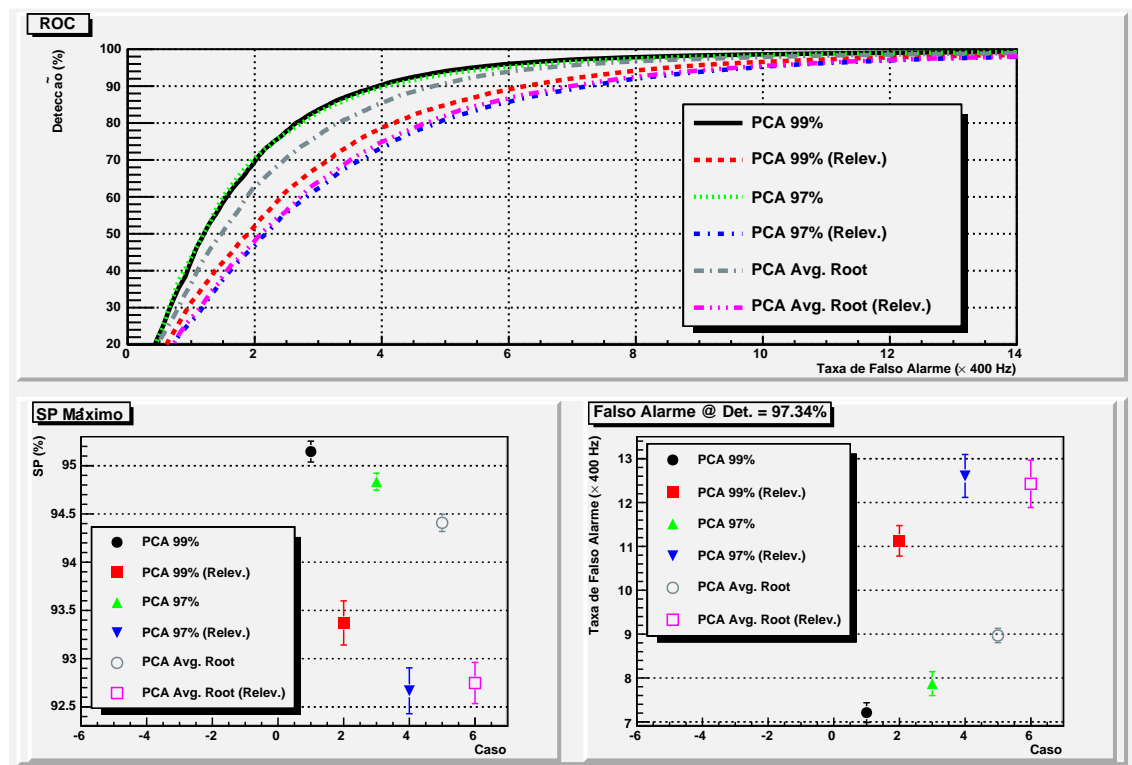 ROC
Deteccão (%)
100
90
80
70
60
50
40
30
20
0
2
4
6
8
10
12
14
Taxa de Falso Alarme (× 400 Hz)
PCA 99%
PCA 99% (Relev.)
PCA 97%
PCA 97% (Relev.)
PCA Avg. Root
PCA Avg. Root (Relev.)
SP Máximo
SP (%)
95
94.5
94
93.5
93
92.5
-6
-4
-2
0
2
4
6
Caso
PCA 99%
PCA 99% (Relev.)
PCA 97%
PCA 97% (Relev.)
PCA Avg. Root
PCA Avg. Root (Relev.)
Falso Alarme @ Det. = 97.34%
Taxa de Falso Alarme (× 400 Hz)
13
12
11
10
9
8
7
-6
-4
-2
0
2
4
6
Caso
PCA 99%
PCA 99% (Relev.)
PCA 97%
PCA 97% (Relev.)
PCA Avg. Root
PCA Avg. Root (Relev.)